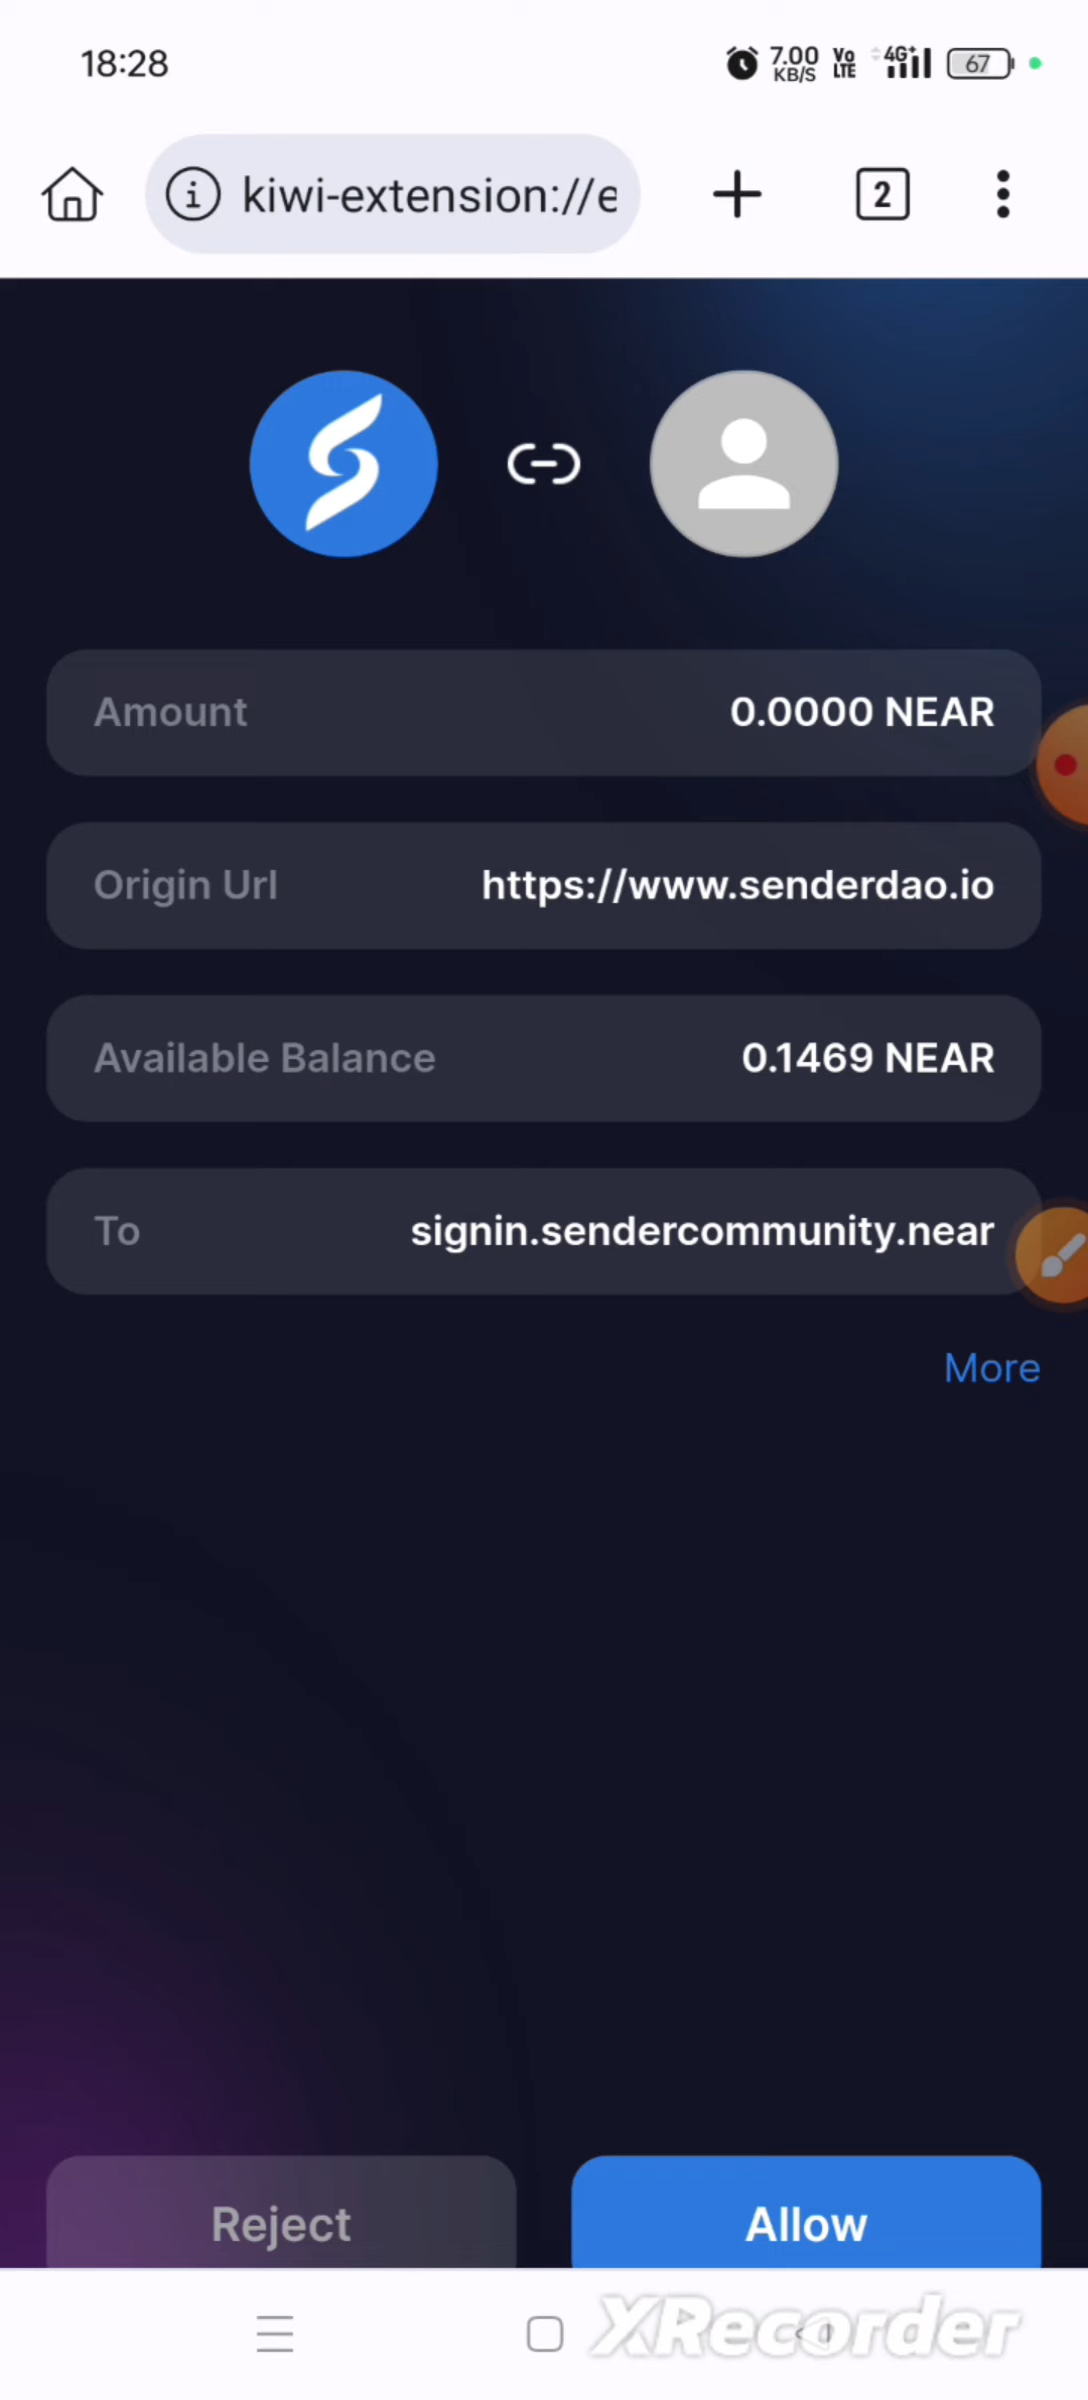 18:28
7.00 KB/S
Vo LTE
4G+
67
kiwi-extension://e
2
Amount
0.0000 NEAR
Origin Url
https://www.senderdao.io
Available Balance
0.1469 NEAR
To
signin.sendercommunity.near
More
Reject
Allow
XRecorder